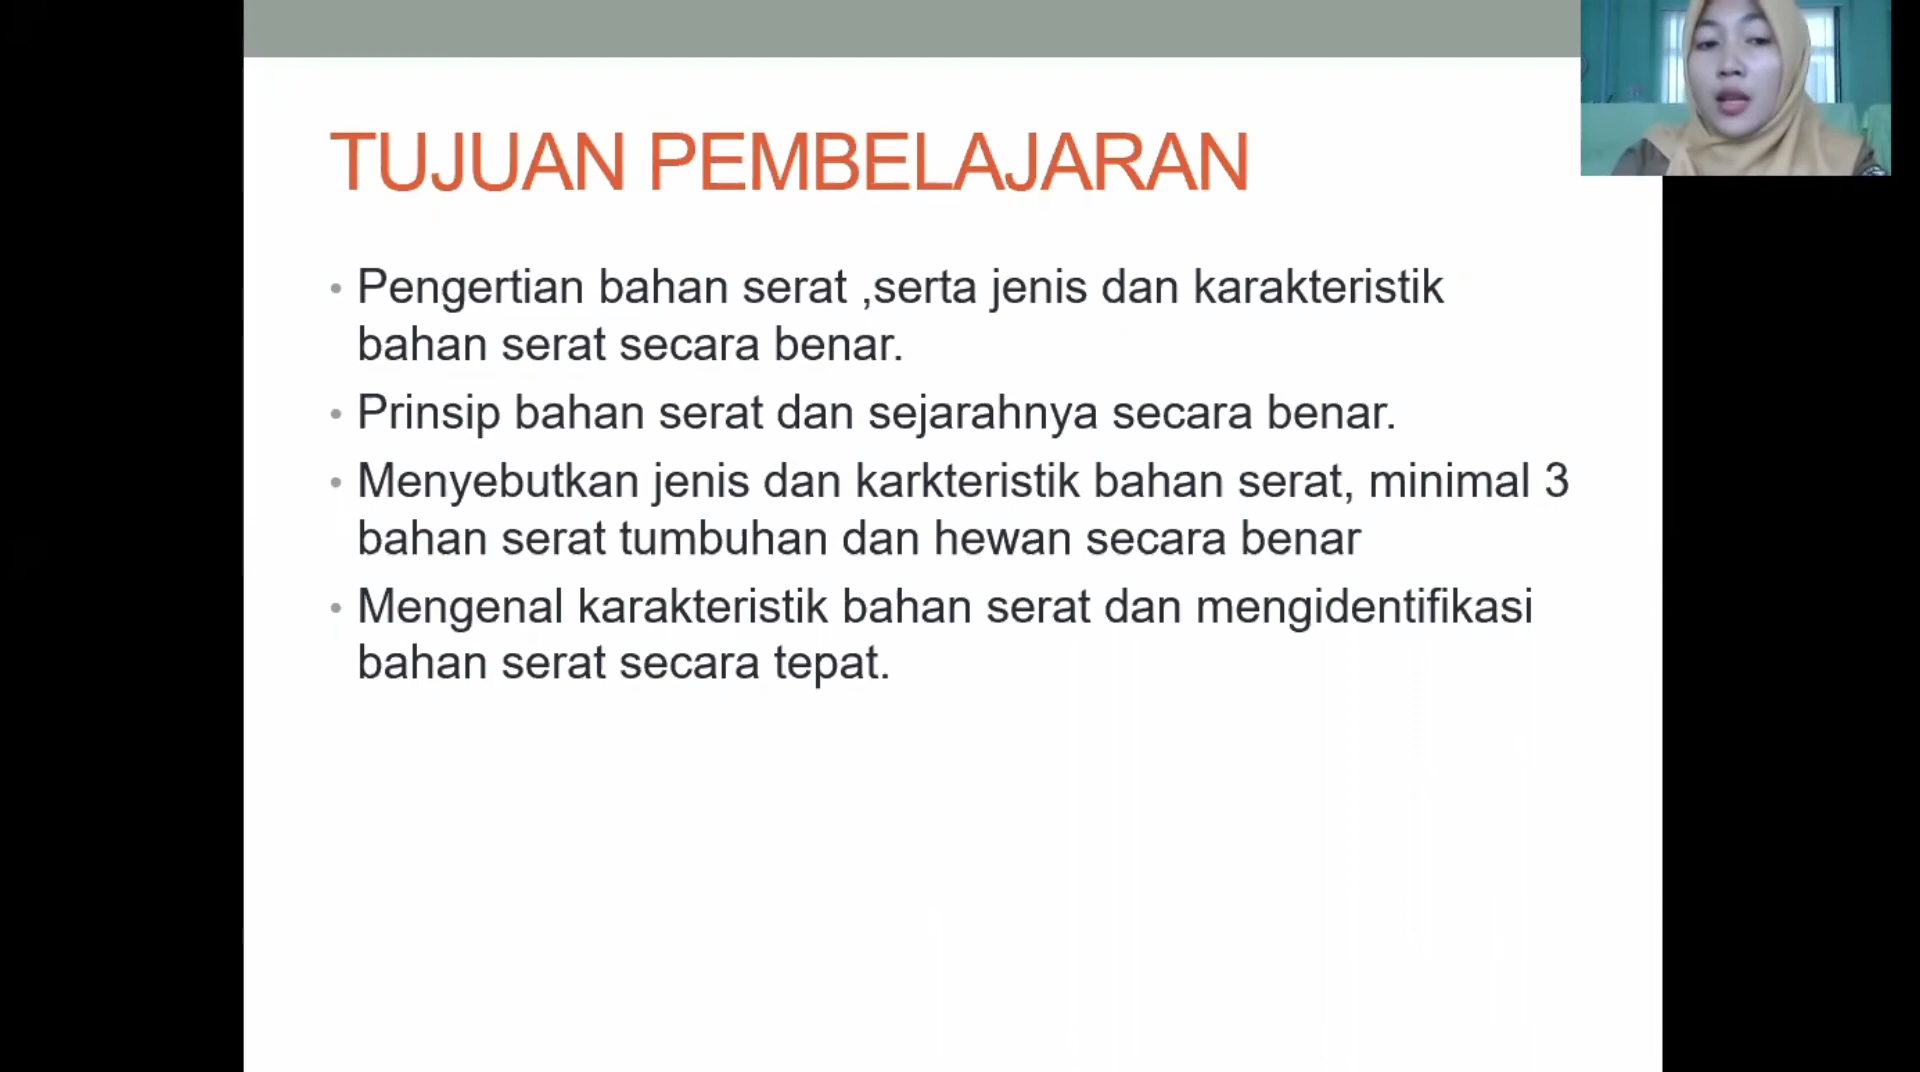 TUJUAN PEMBELAJARAN
• Pengertian bahan serat ,serta jenis dan karakteristik
bahan serat secara benar.
• Prinsip bahan serat dan sejarahnya secara benar.
• Menyebutkan jenis dan karkteristik bahan serat, minimal 3
bahan serat tumbuhan dan hewan secara benar
• Mengenal karakteristik bahan serat dan mengidentifikasi
bahan serat secara tepat.